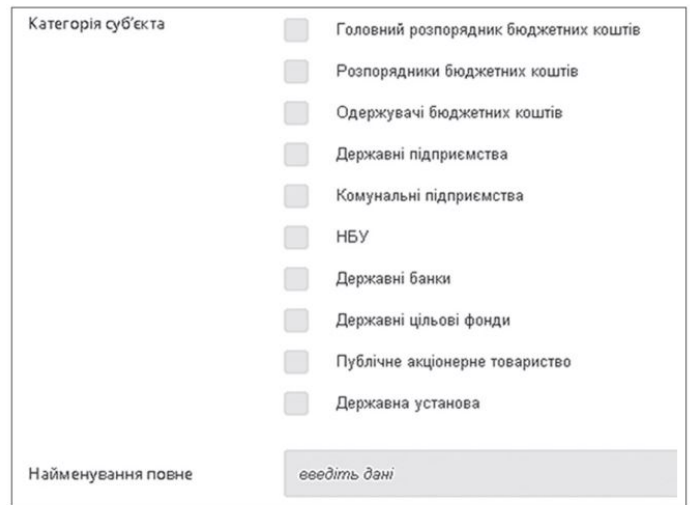 Категорія суб'єкта
Головний розпорядник бюджетних коштів
Розпорядники бюджетних коштів
Одержувачі бюджетних коштів
Державні підприємства
Комунальні підприємства
НБУ
Державні банки
Державні цільові фонди
Публічне акціонерне товариство
Державна установа
Найменування повне
введіть дані